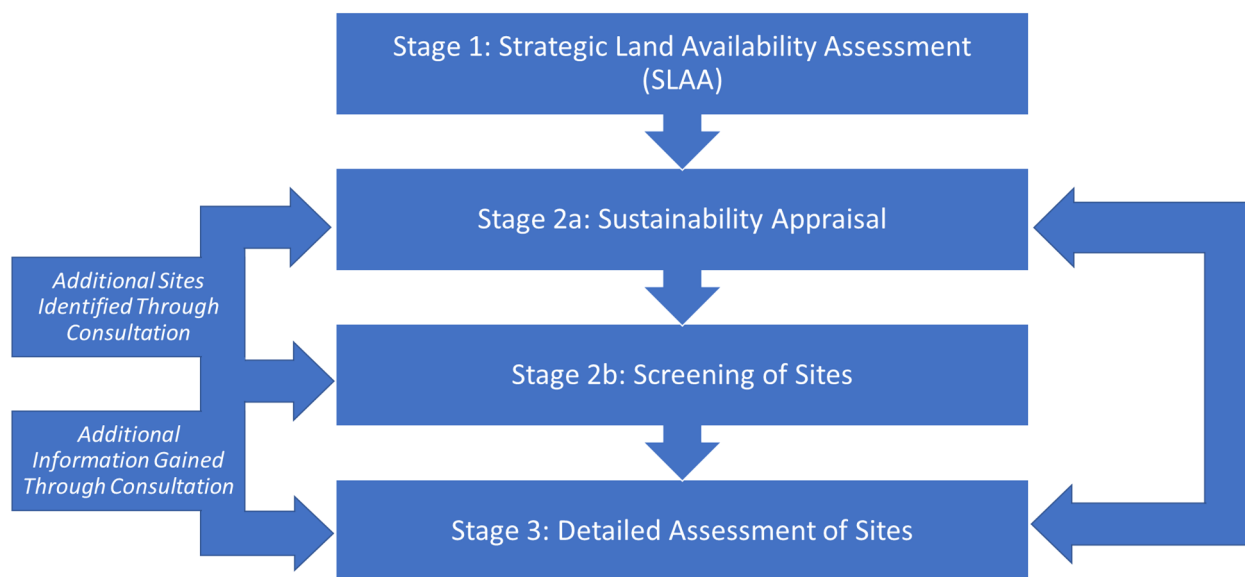 Stage 1: Strategic Land Availability Assessment
(SLAA)
Stage 2a: Sustainability Appraisal
Additional Sites
Identified Through
Consultation
Stage 2b: Screening of Sites
Additional
Information Gained
Through Consultation
Stage 3: Detailed Assessment of Sites